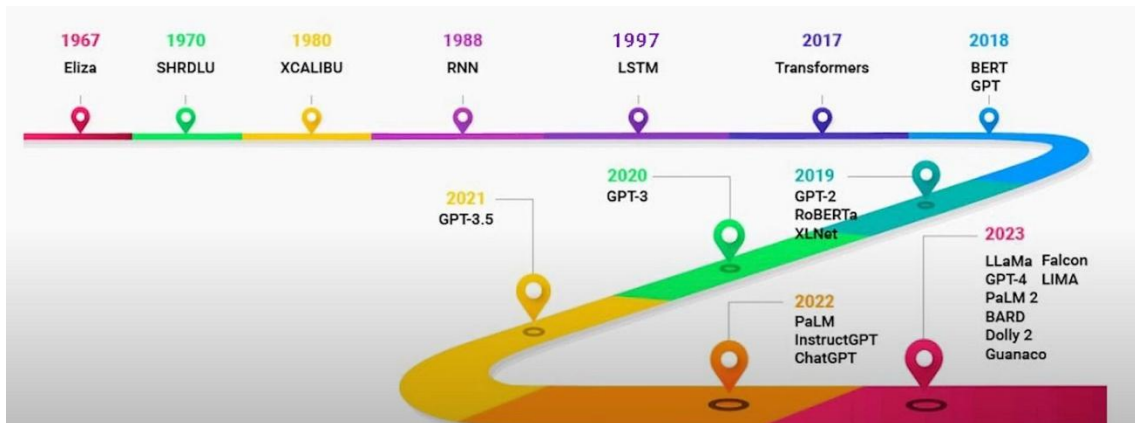 1967
Eliza
1970
SHRDLU
1980
XCALIBU
1988
RNN
1997
LSTM
2017
Transformers
2018
BERT
GPT
2019
GPT-2
RoBERTa
XLNet
2020
GPT-3
2021
GPT-3.5
2022
PaLM
InstructGPT
ChatGPT
2023
LLaMa Falcon
GPT-4 LIMA
PaLM 2
BARD
Dolly 2
Guanaco